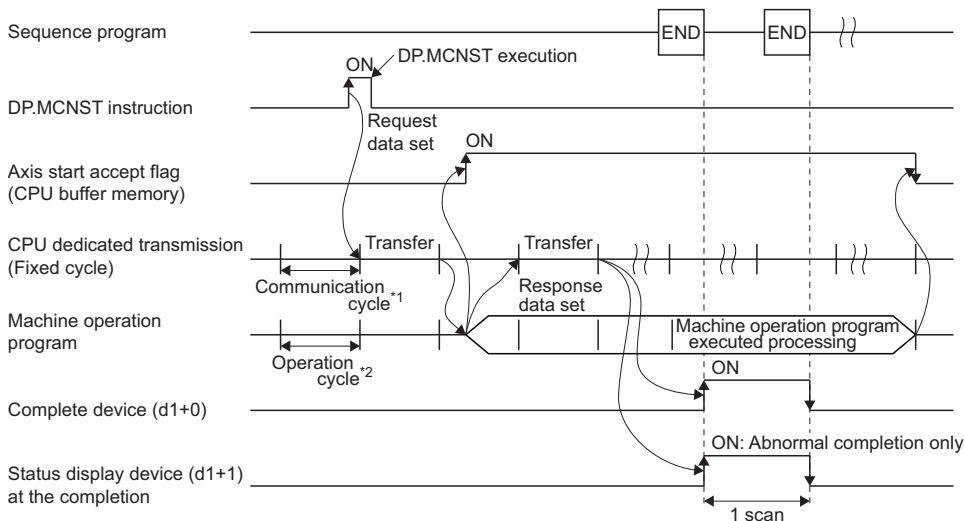 Sequence program
END
END
ON
DP.MCNST execution
DP.MCNST instruction
Request
data set
ON
Axis start accept flag
(CPU buffer memory)
CPU dedicated transmission
(Fixed cycle)
Transfer
Transfer
Communication
cycle*1
Response
data set
Machine operation
program
Machine operation program
executed processing
Operation
cycle*2
ON
Complete device (d1+0)
ON: Abnormal completion only
Status display device (d1+1)
at the completion
1 scan